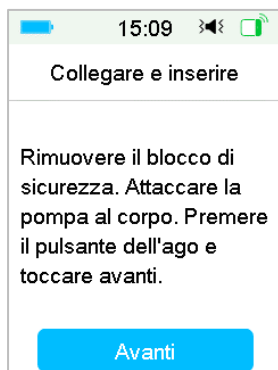 15:09
Collegare e inserire
Rimuovere il blocco di
sicurezza. Attaccare la
pompa al corpo. Premere
il pulsante dell'ago e
toccare avanti.
Avanti